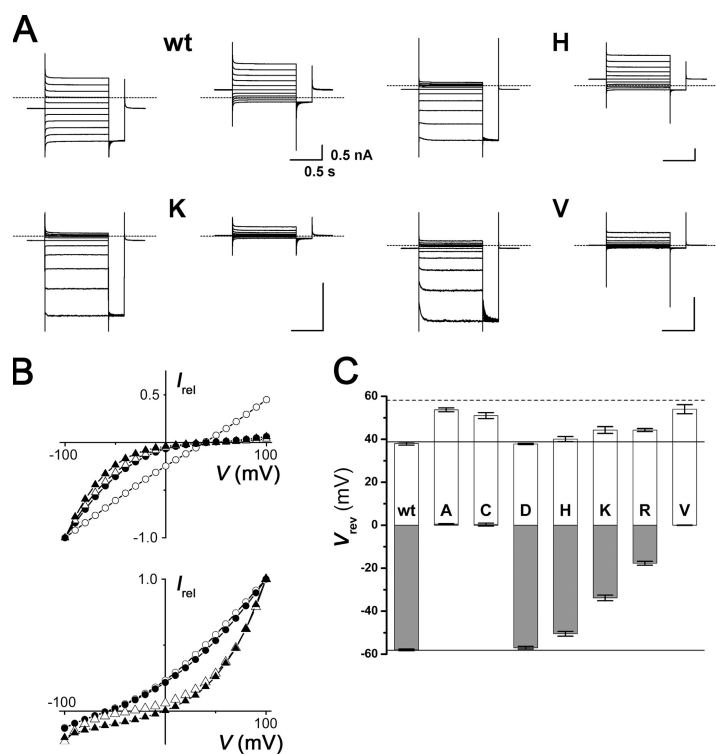 A
wt
H
0.5 nA
0.5 s
K
V
B
I rel
0.5
-100
V (mV)
100
-1.0
1.0
I rel
-100
V (mV)
100
C
V rev (mV)
60
40
20
0
-20
-40
-60
wt A C D H K R V